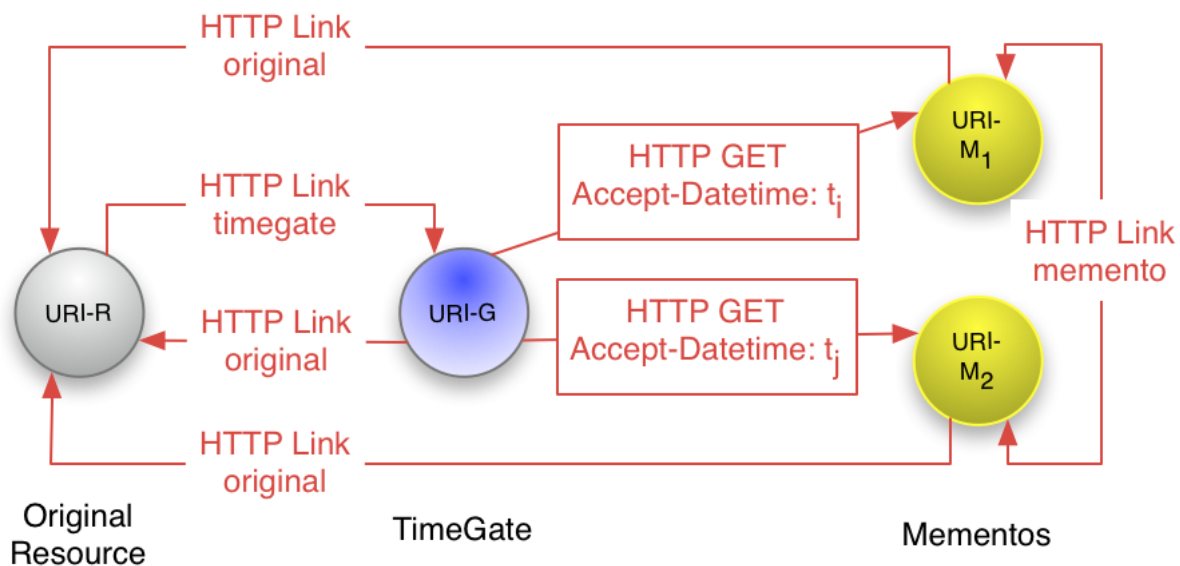 HTTP Link
original
URI-
M1
HTTP GET
Accept-Datetime: ti
HTTP Link
timegate
HTTP Link
memento
URI-R
URI-G
HTTP Link
original
HTTP GET
Accept-Datetime: tj
URI-
M2
HTTP Link
original
Original
Resource
TimeGate
Mementos